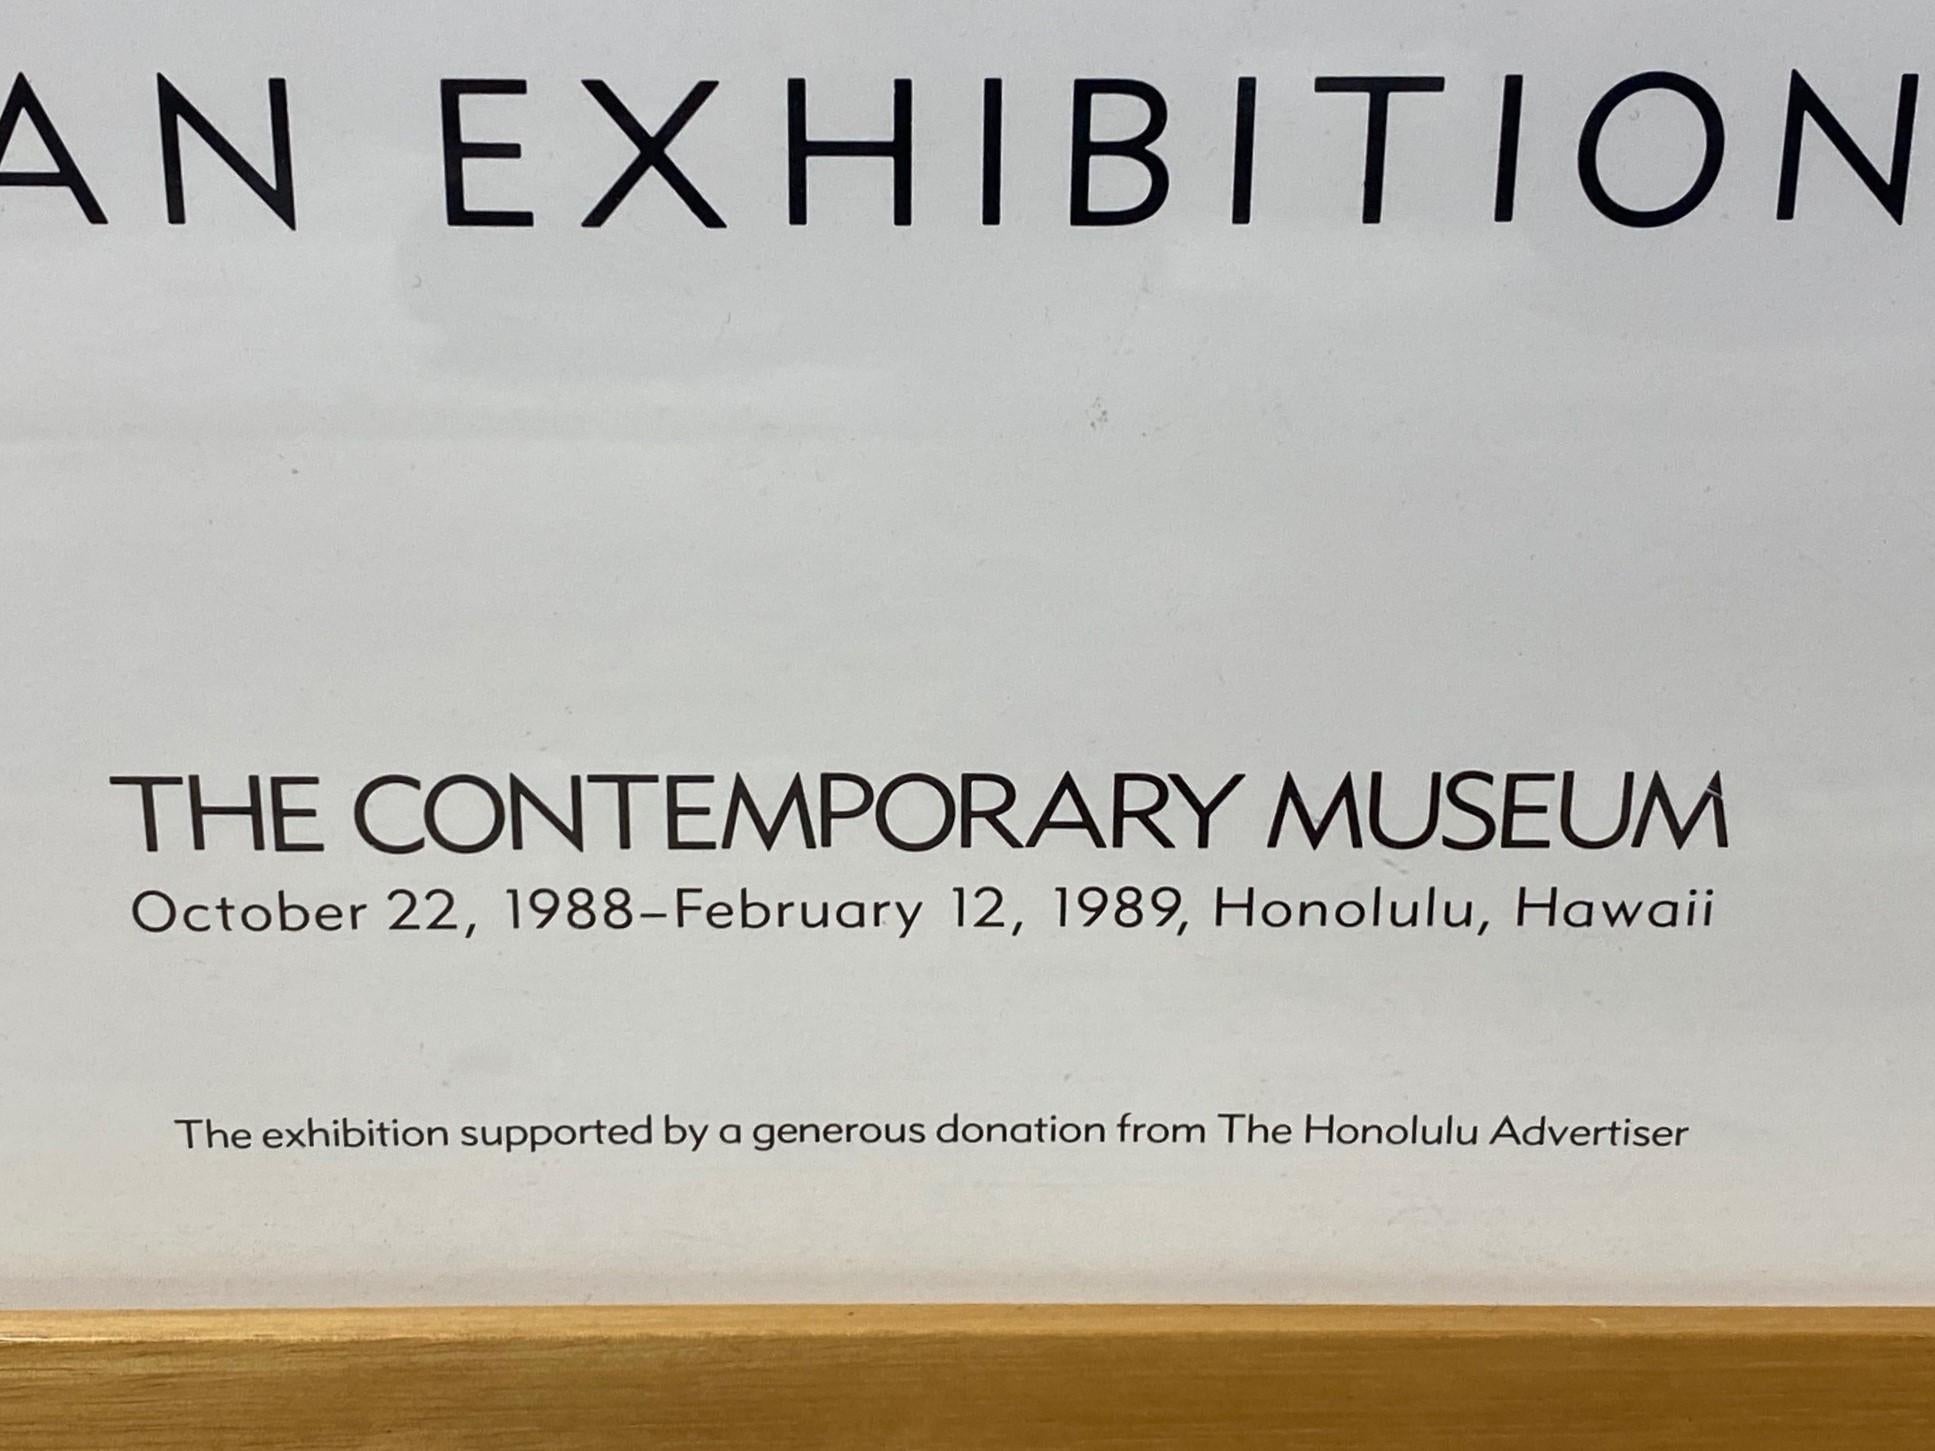 AN EXHIBITION
THE CONTEMPORARY MUSEUM
October 22, 1988–February 12, 1989, Honolulu, Hawaii
The exhibition supported by a generous donation from The Honolulu Advertiser